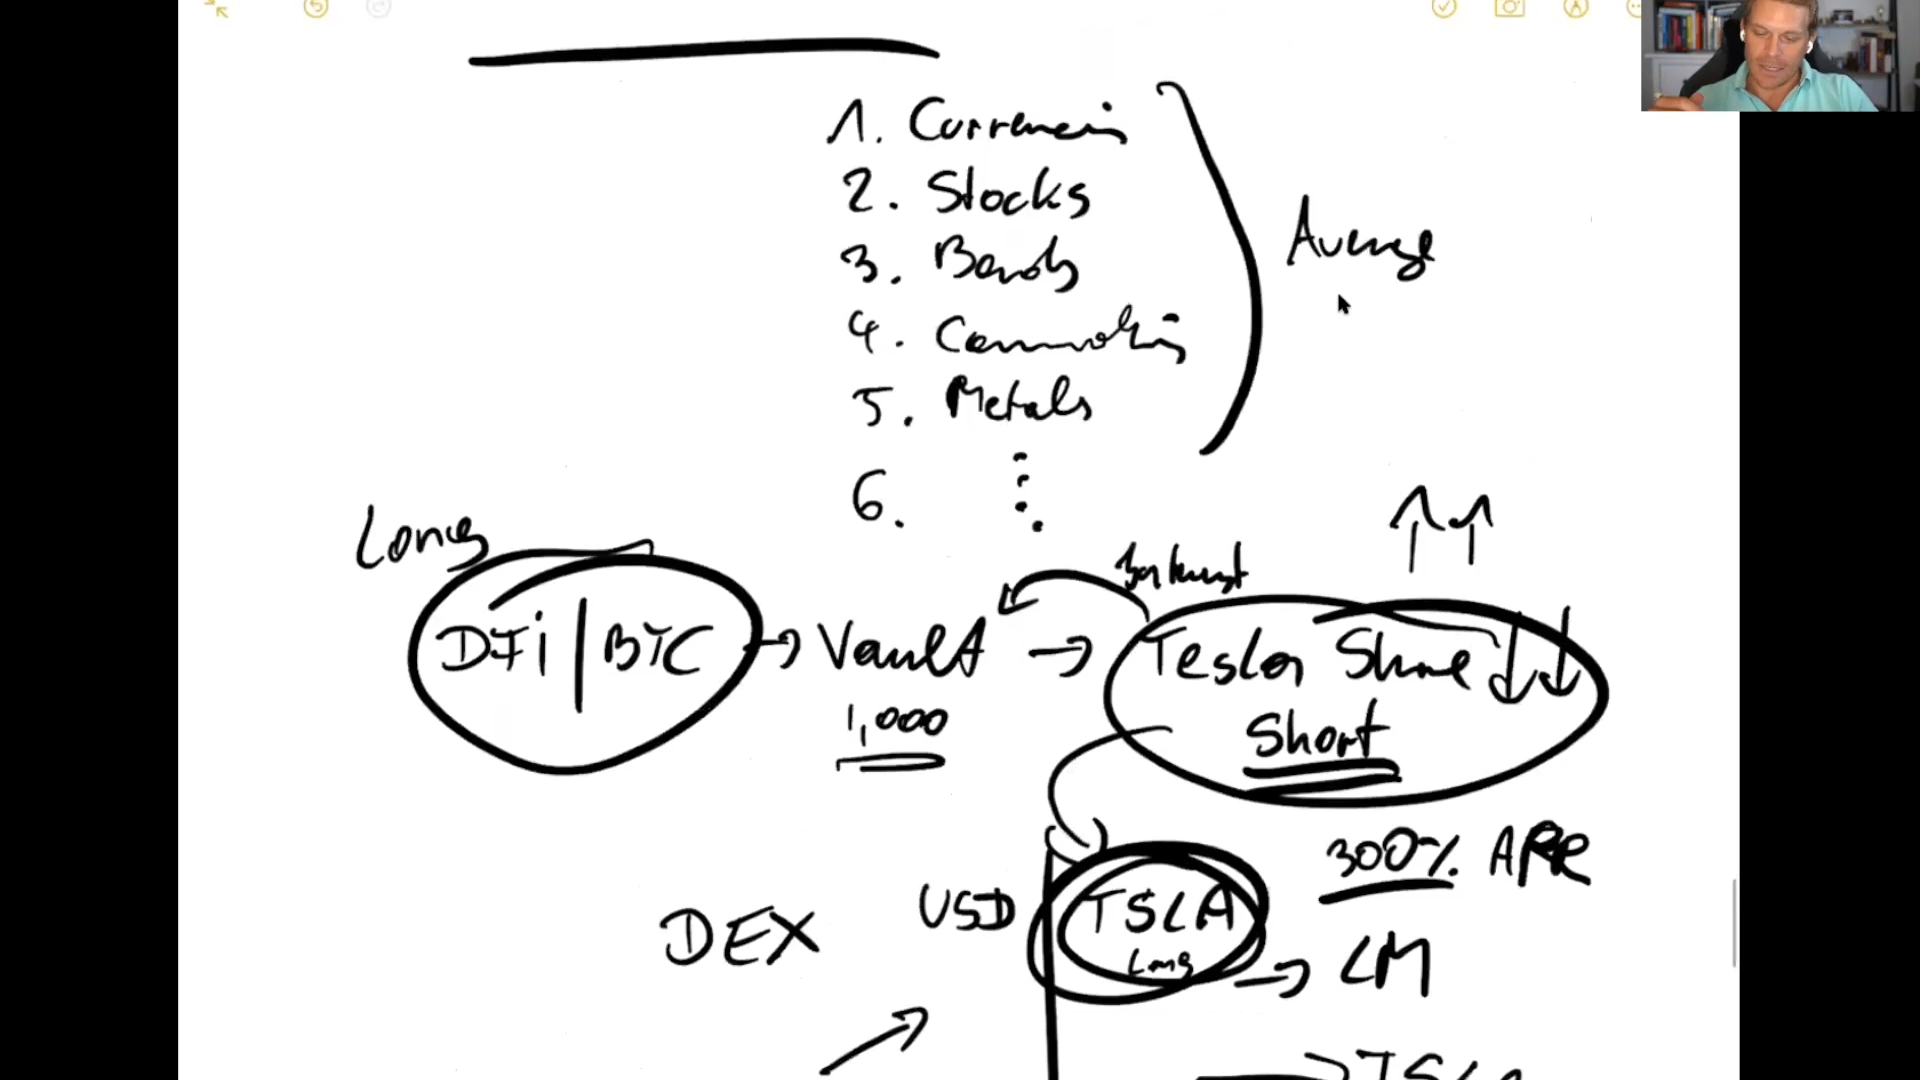 1. Currencies
2. Stocks
3. Bonds
4. Commodities
5. Metals
Average
6.
Long
DFi | BTC → Vault → Tesla Share
1,000
Short
300% APR
USD TSLA
Long
DEX
→ LM
TSLA